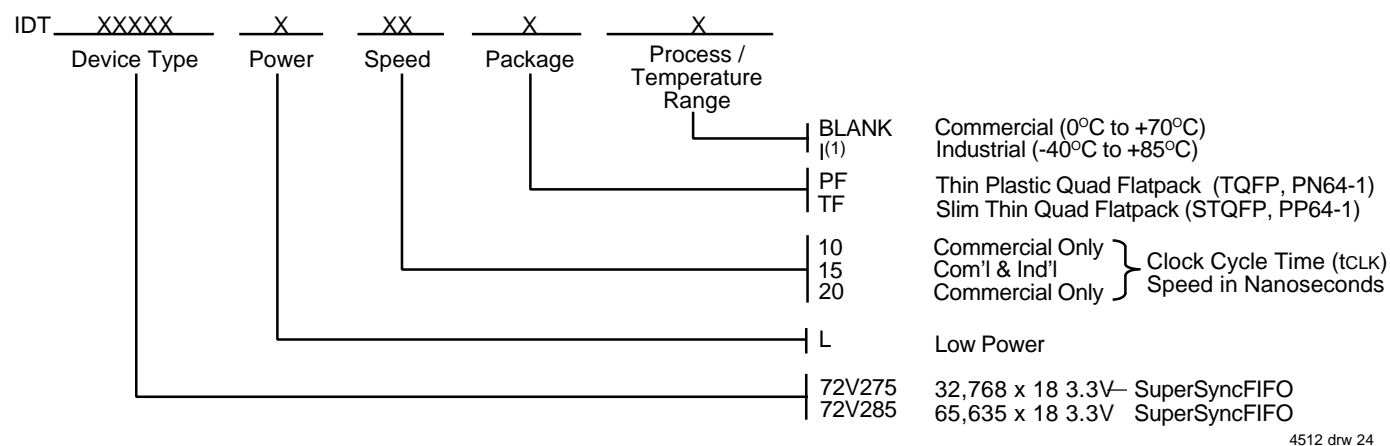 IDT XXXXX X XX X X
Device Type Power Speed Package Process /
Temperature
Range
BLANK Commercial (0°C to +70°C)
I(1) Industrial (-40°C to +85°C)
PF Thin Plastic Quad Flatpack (TQFP, PN64-1)
TF Slim Thin Quad Flatpack (STQFP, PP64-1)
10 Commercial Only
15 Com'l & Ind'l Clock Cycle Time (tCLK)
20 Commercial Only Speed in Nanoseconds
L Low Power
72V275 32,768 x 18 3.3V— SuperSyncFIFO
72V285 65,635 x 18 3.3V SuperSyncFIFO
4512 drw 24